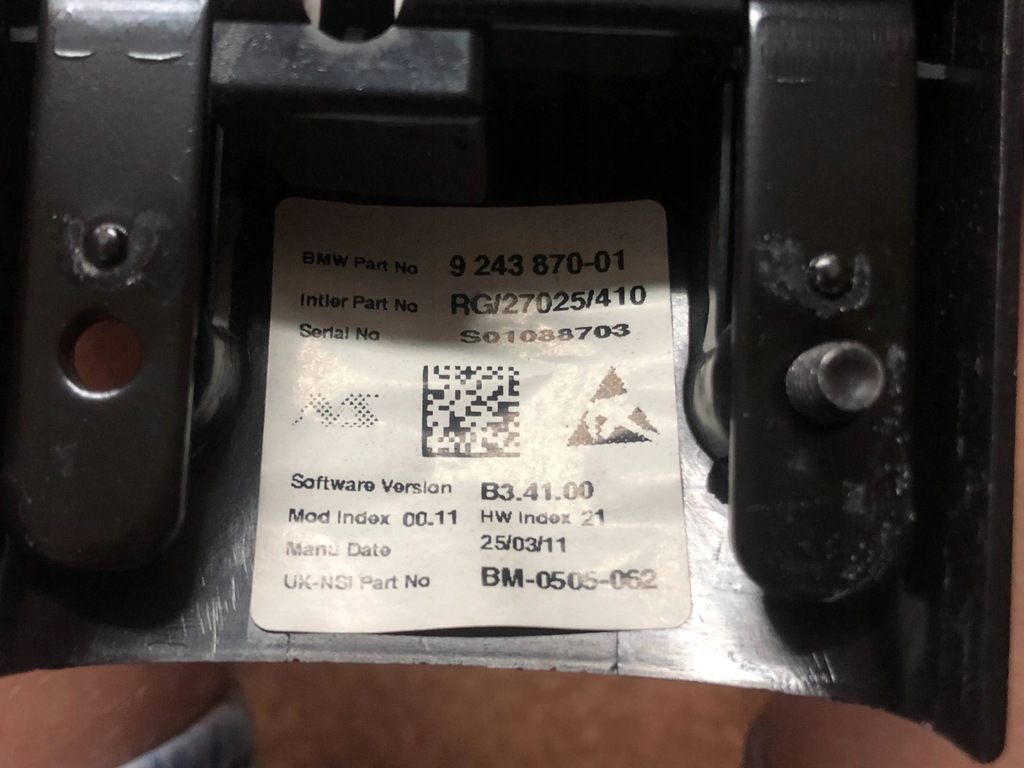 BMW Part No 9 243 870-01
Intier Part No RG/27025/410
Serial No S01088703
NS
Software Version B3.41.00
Mod Index 00.11 HW Index 21
Manu Date 25/03/11
UK-NSI Part No BM-0505-052